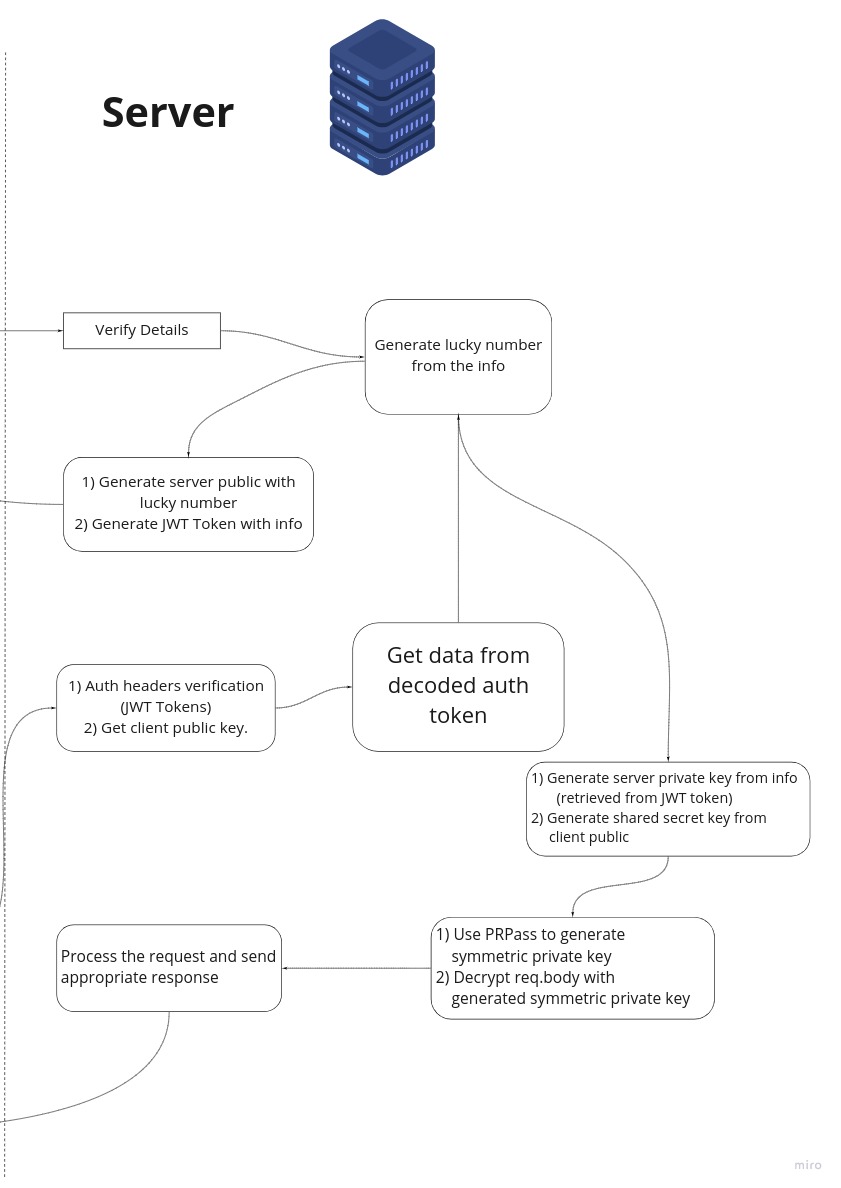 Server
Verify Details
Generate lucky number
from the info
1) Generate server public with
lucky number
2) Generate JWT Token with info
1) Auth headers verification
(JWT Tokens)
2) Get client public key.
Get data from
decoded auth
token
1) Generate server private key from info
(retrieved from JWT token)
2) Generate shared secret key from
client public
1) Use PRPass to generate
symmetric private key
2) Decrypt req.body with
generated symmetric private key
Process the request and send
appropriate response
miro